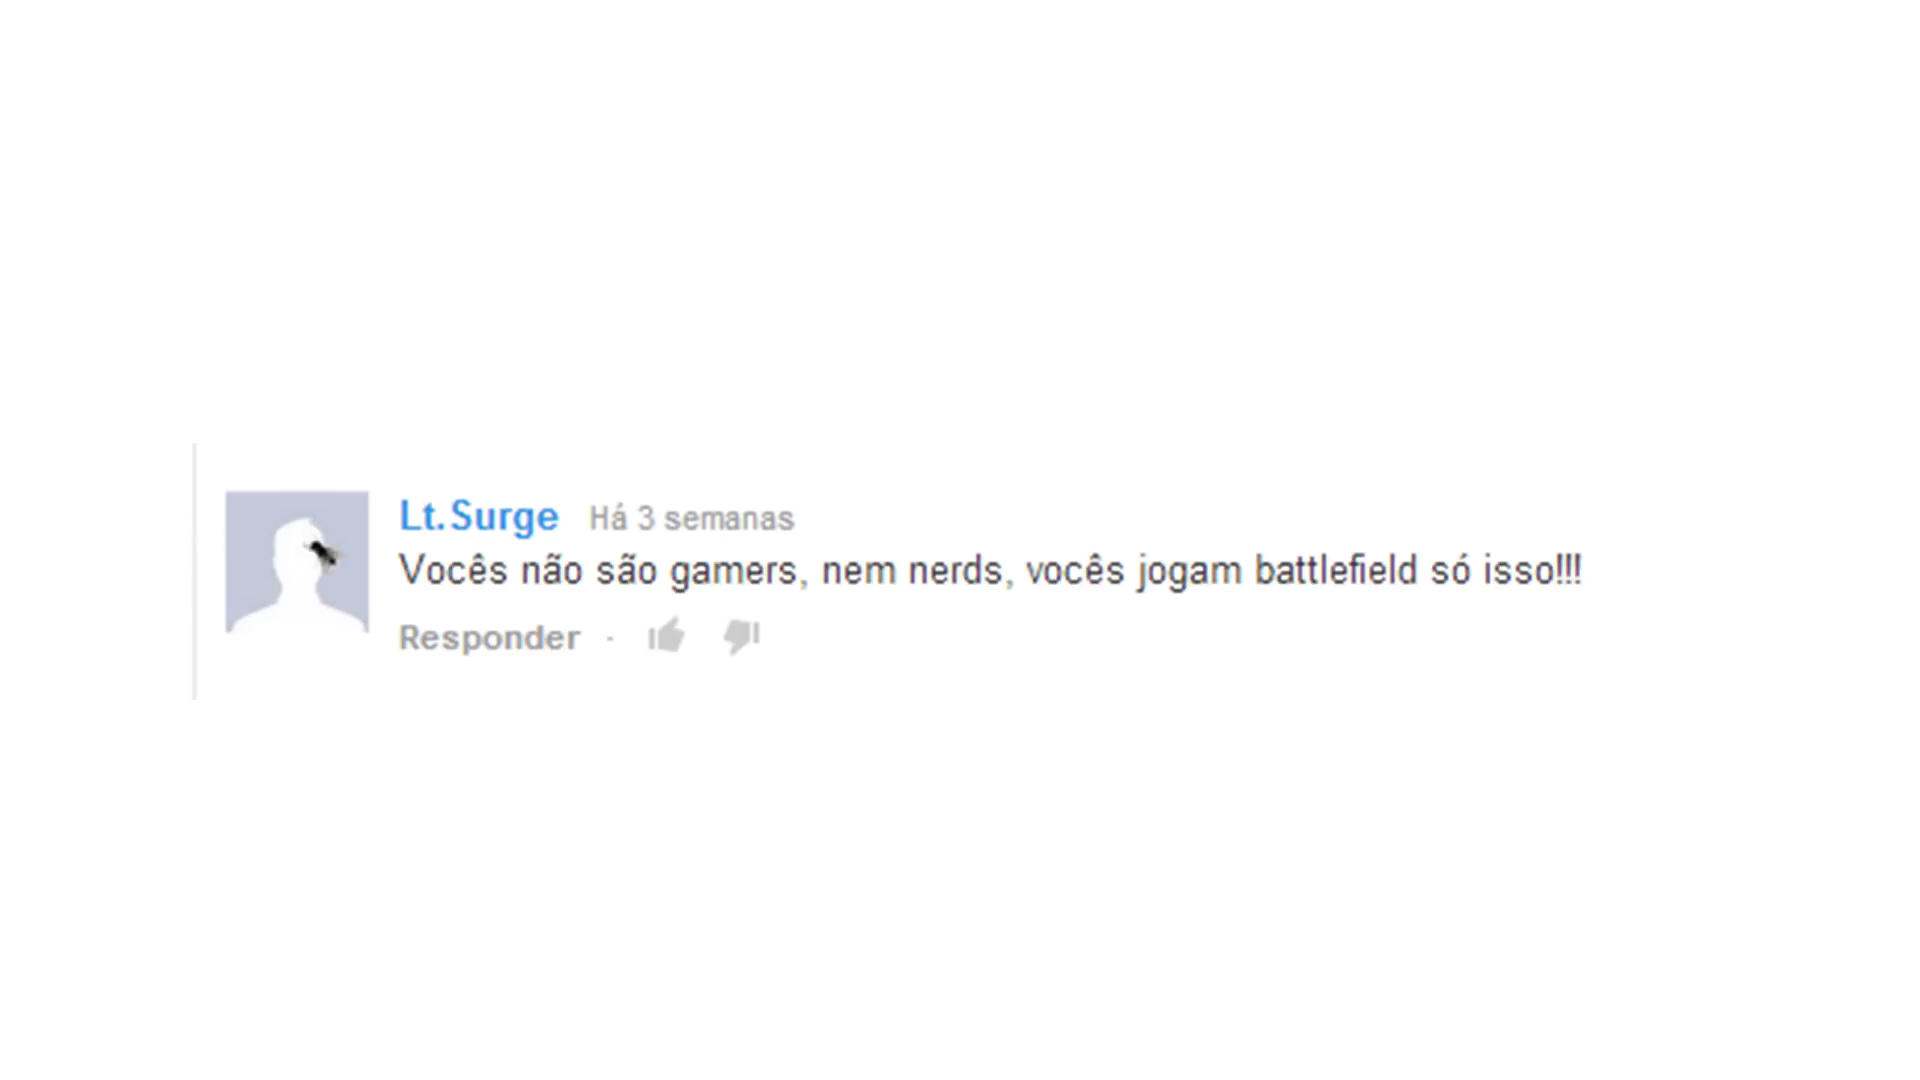 Lt.Surge Há 3 semanas
Vocês não são gamers, nem nerds, vocês jogam battlefield só isso!!!
Responder ·